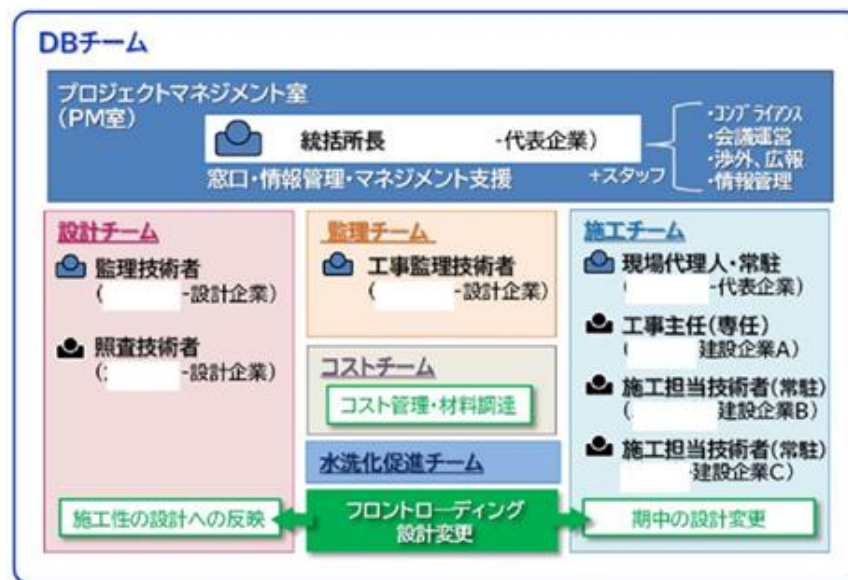 DBチーム
プロジェクトマネジメント室
(PM室)
統括所長 -代表企業)
窓口・情報管理・マネジメント支援 +スタッフ
・コンプライアンス
・会議運営
・渉外、広報
・情報管理
設計チーム
監理技術者
( -設計企業)
照査技術者
( -設計企業)
施工性の設計への反映
監理チーム
工事監理技術者
( -設計企業)
コストチーム
コスト管理・材料調達
水洗化促進チーム
フロントローディング
設計変更
施工チーム
現場代理人・常駐
( -代表企業)
工事主任(専任)
( 建設企業A)
施工担当技術者(常駐)
( 建設企業B)
施工担当技術者(常駐)
-建設企業C)
期中の設計変更